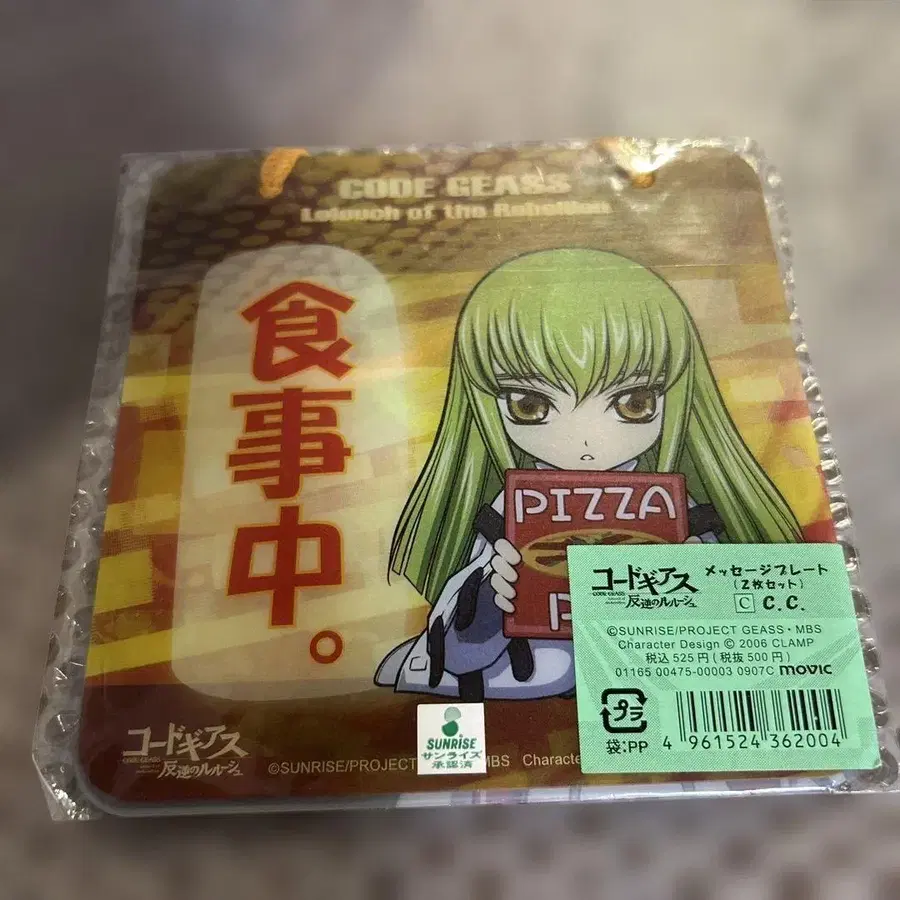 CODE GEASS
Lelouch of the Rebellion
食事中。
PIZZA
P
コードギアス
CODE GEASS
反逆のルルーシュ
メッセージプレート
(2枚セット)
C C.C.
©SUNRISE/PROJECT GEASS・MBS
Character Design © 2006 CLAMP
税込 525円(税抜 500円)
01165 00475-00003 0907C movic
プラ
袋:PP
4 961524 362004
コードギアス
CODE GEASS
反逆のルルーシュ
SUNRISE
サンライズ
承認済
©SUNRISE/PROJECT MBS Character